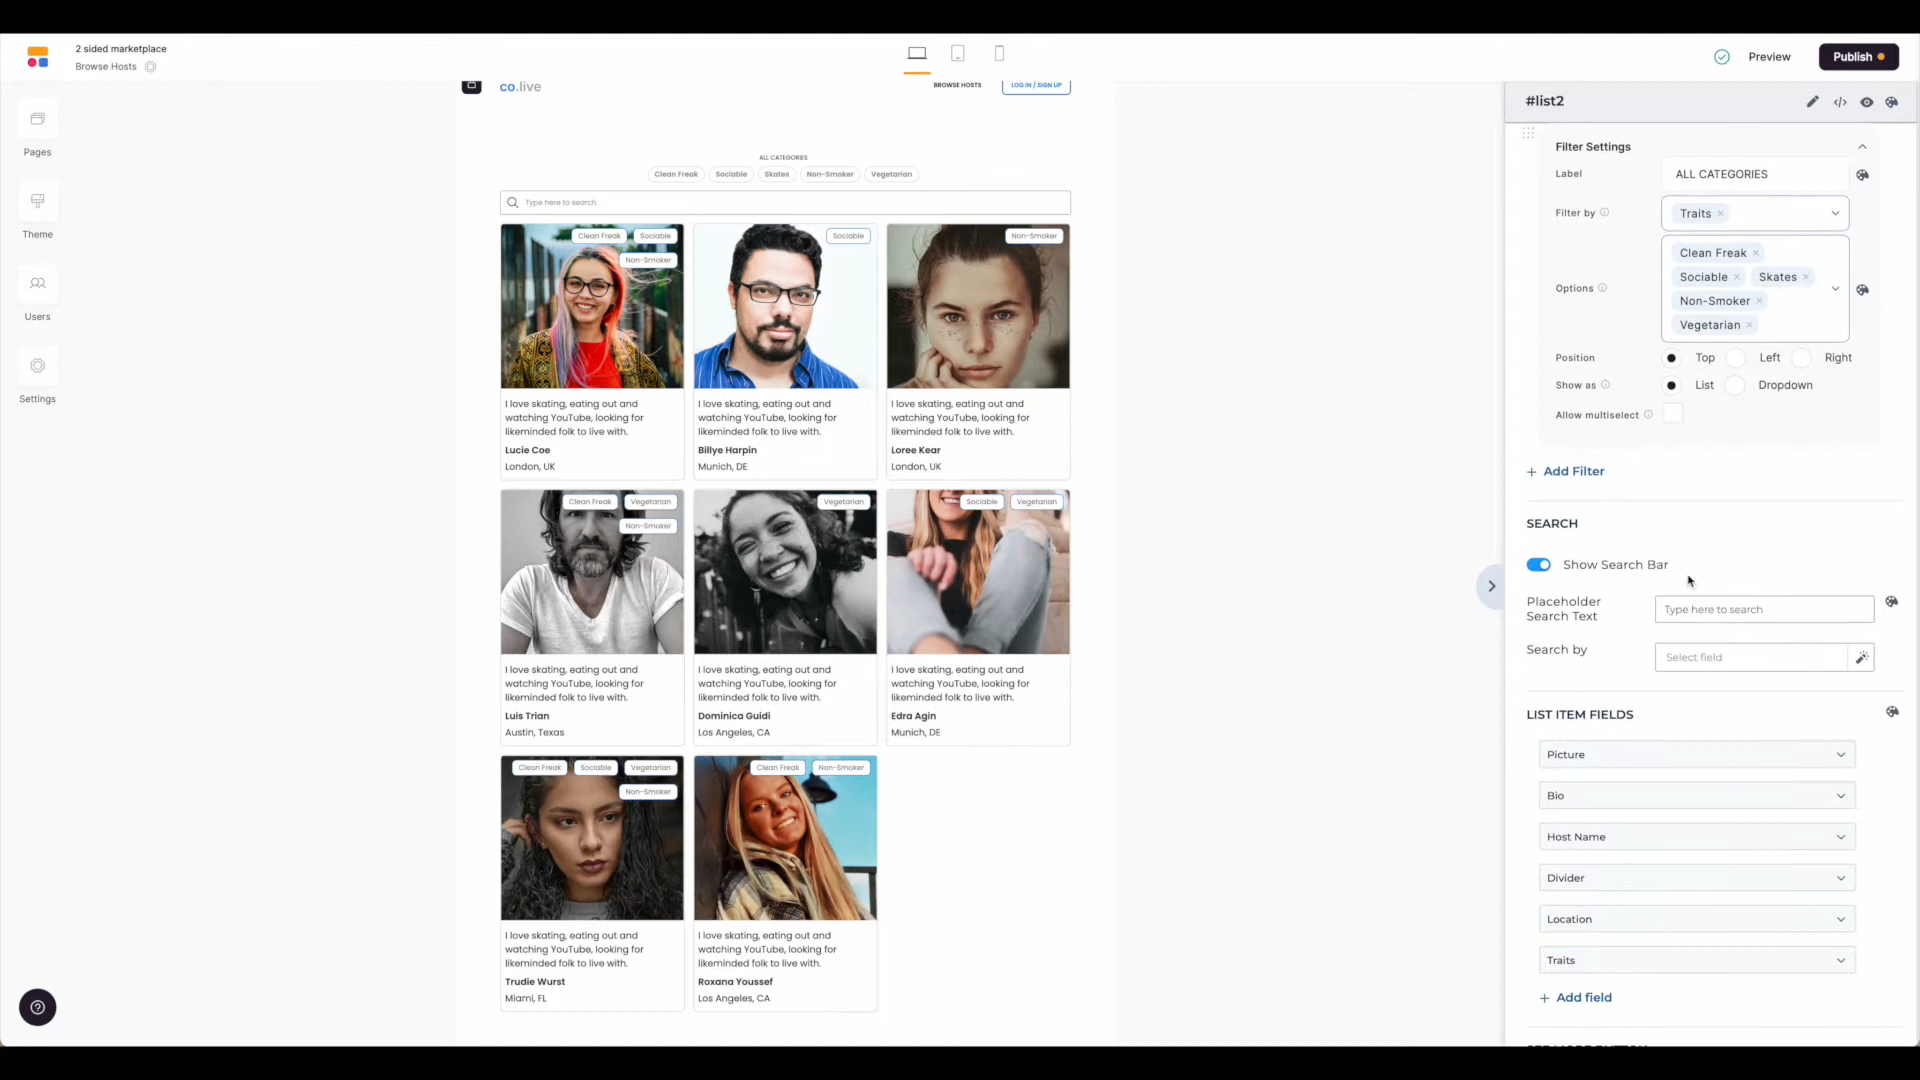 2 sided marketplace
Browse Hosts
Preview
Publish
Pages
Theme
Users
Settings
co.live
BROWSE HOSTS
LOG IN / SIGN UP
ALL CATEGORIES
Clean Freak
Sociable
Skates
Non-Smoker
Vegetarian
Type here to search
Clean Freak
Sociable
Non-Smoker
I love skating, eating out and
watching YouTube, looking for
likeminded folk to live with.
Lucie Coe
London, UK
Sociable
I love skating, eating out and
watching YouTube, looking for
likeminded folk to live with.
Billye Harpin
Munich, DE
Non-Smoker
I love skating, eating out and
watching YouTube, looking for
likeminded folk to live with.
Loree Kear
London, UK
Clean Freak
Vegetarian
Non-Smoker
I love skating, eating out and
watching YouTube, looking for
likeminded folk to live with.
Luis Trian
Austin, Texas
Vegetarian
I love skating, eating out and
watching YouTube, looking for
likeminded folk to live with.
Dominica Guidi
Los Angeles, CA
Sociable
Vegetarian
I love skating, eating out and
watching YouTube, looking for
likeminded folk to live with.
Edra Agin
Munich, DE
Clean Freak
Sociable
Vegetarian
Non-Smoker
I love skating, eating out and
watching YouTube, looking for
likeminded folk to live with.
Trudie Wurst
Miami, FL
Clean Freak
Non-Smoker
I love skating, eating out and
watching YouTube, looking for
likeminded folk to live with.
Roxana Youssef
Los Angeles, CA
#list2
Filter Settings
Label
ALL CATEGORIES
Filter by
Traits ×
Options
Clean Freak ×
Sociable × Skates ×
Non-Smoker ×
Vegetarian ×
Position
Top
Left
Right
Show as
List
Dropdown
Allow multiselect
+ Add Filter
SEARCH
Show Search Bar
Placeholder
Search Text
Type here to search
Search by
Select field
LIST ITEM FIELDS
Picture
Bio
Host Name
Divider
Location
Traits
+ Add field